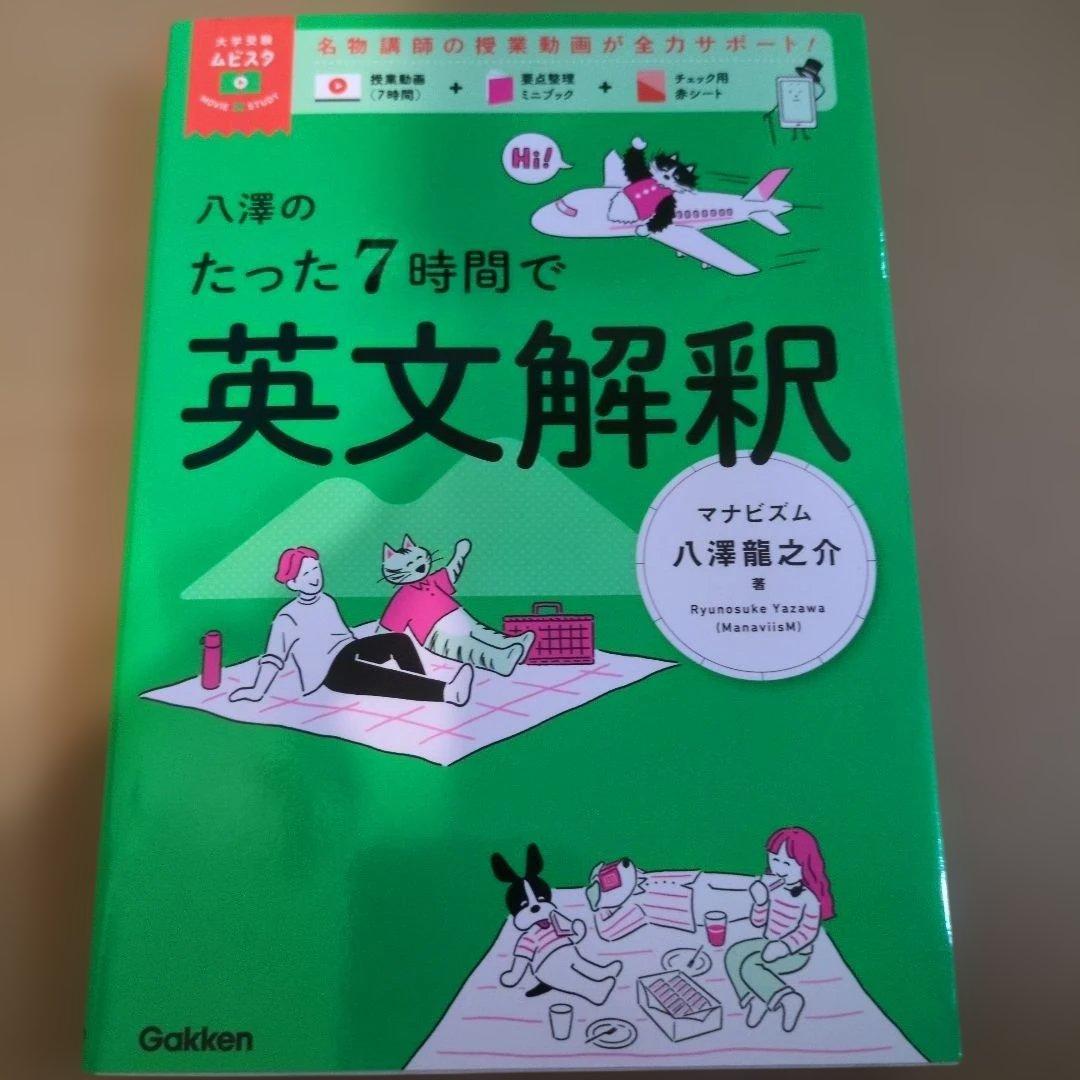 大学受験
ムビスタ
MOVIE × STUDY
名物講師の授業動画が全力サポート!
授業動画
(7時間)
+
要点整理
ミニブック
+
チェック用
赤シート
Hi!
八澤の
たった7時間で
英文解釈
マナビズム
八澤龍之介
著
Ryunosuke Yazawa
(ManaviisM)
Gakken